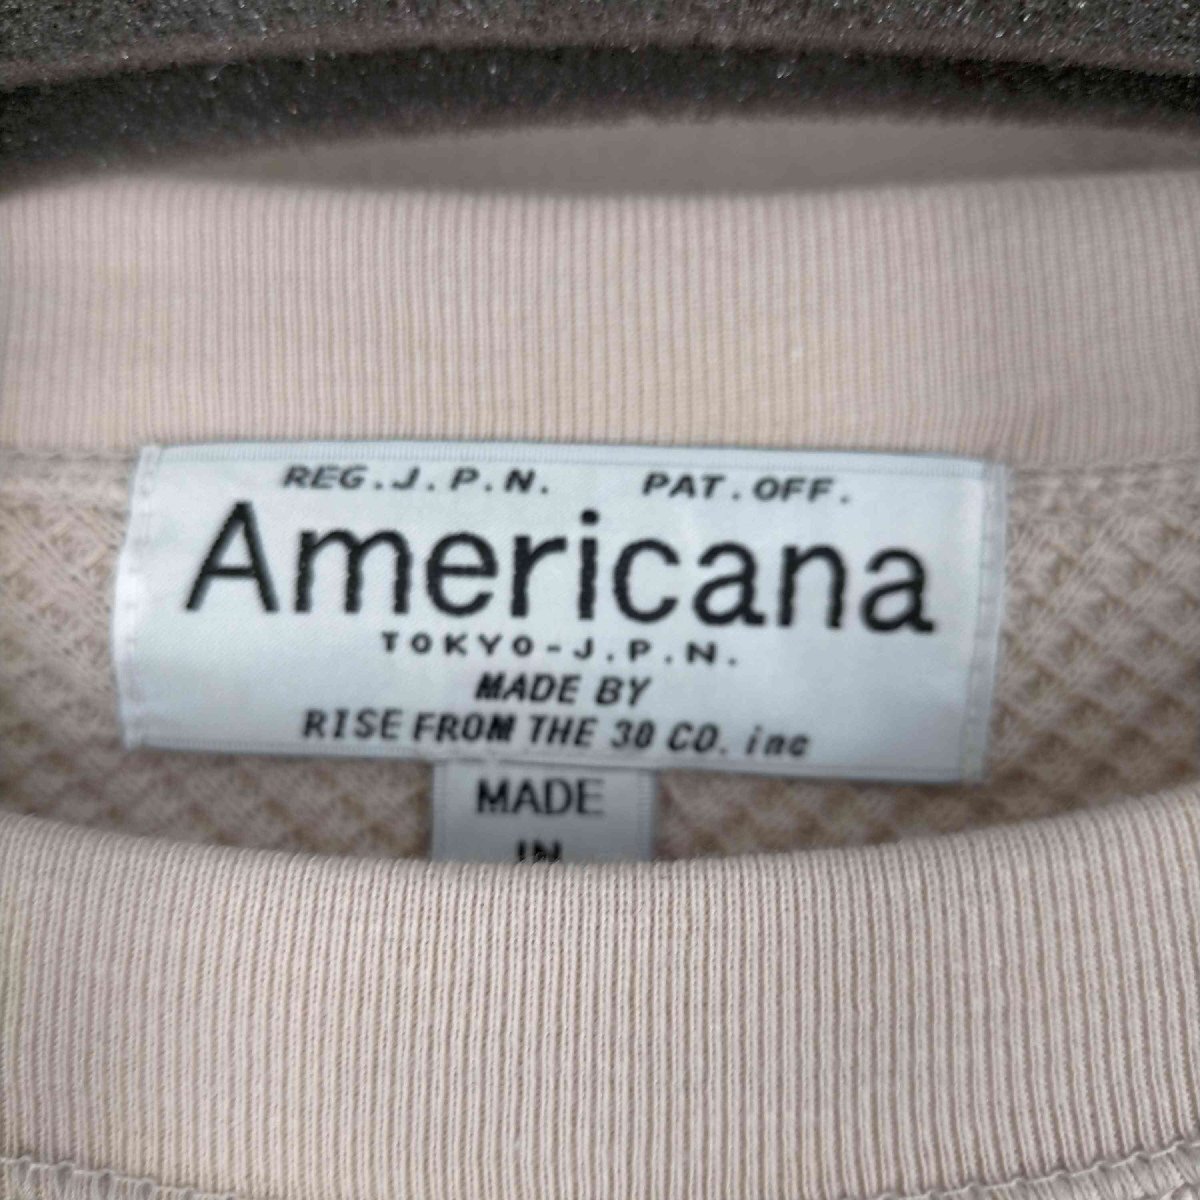 REG.J.P.N. PAT.OFF.
Americana
TOKYO-J.P.N.
MADE BY
RISE FROM THE 30 CO. inc
MADE
IN